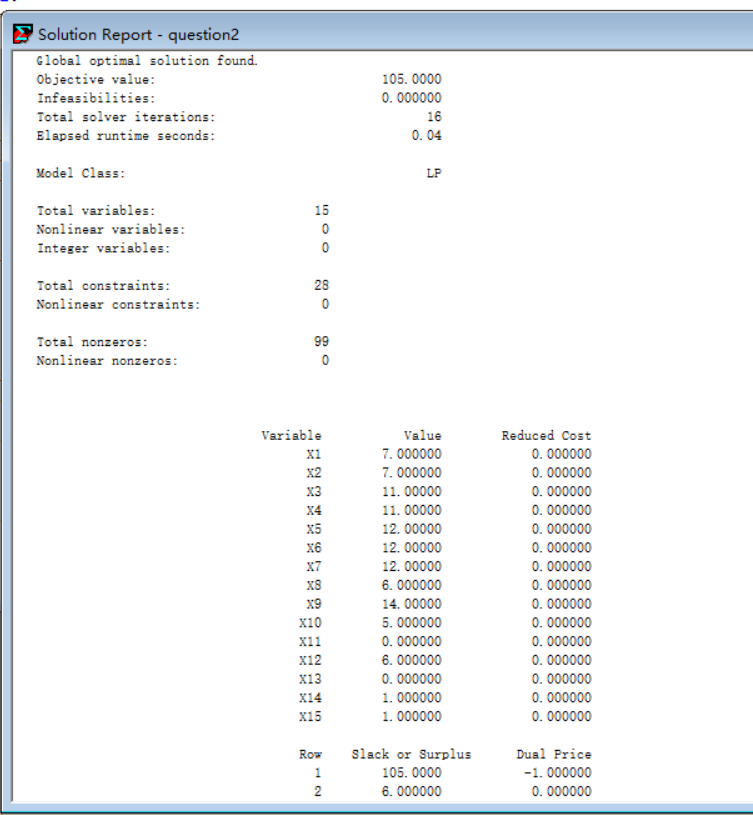 Solution Report - question2
Global optimal solution found.
Objective value: 105.0000
Infeasibilities: 0.000000
Total solver iterations: 16
Elapsed runtime seconds: 0.04
Model Class: LP
Total variables: 15
Nonlinear variables: 0
Integer variables: 0
Total constraints: 28
Nonlinear constraints: 0
Total nonzeros: 99
Nonlinear nonzeros: 0
Variable Value Reduced Cost
X1 7.000000 0.000000
X2 7.000000 0.000000
X3 11.00000 0.000000
X4 11.00000 0.000000
X5 12.00000 0.000000
X6 12.00000 0.000000
X7 12.00000 0.000000
X8 6.000000 0.000000
X9 14.00000 0.000000
X10 5.000000 0.000000
X11 0.000000 0.000000
X12 6.000000 0.000000
X13 0.000000 0.000000
X14 1.000000 0.000000
X15 1.000000 0.000000
Row Slack or Surplus Dual Price
1 105.0000 -1.000000
2 6.000000 0.000000